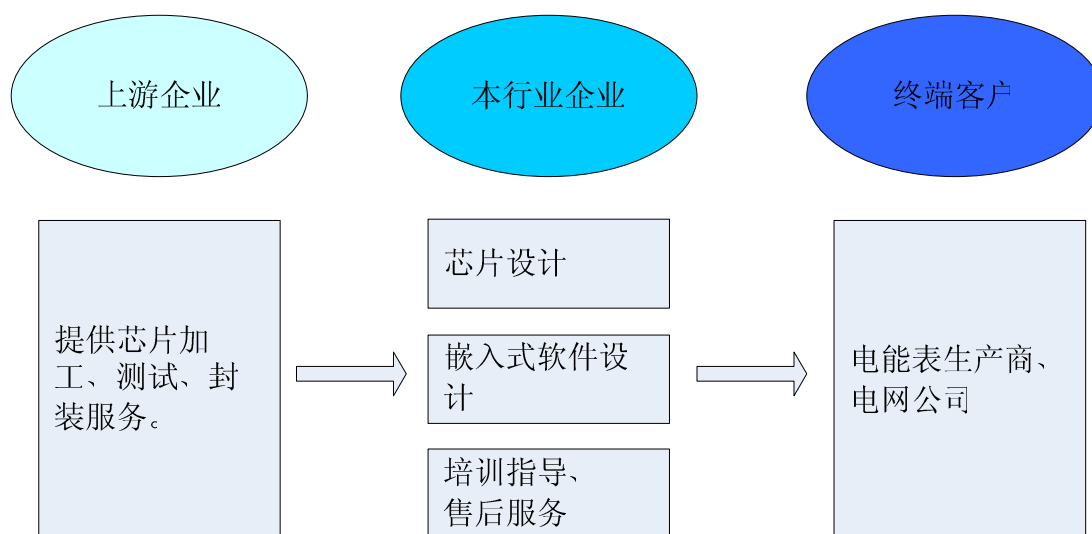 上游企业
本行业企业
终端客户
提供芯片加
工、测试、封
装服务。
芯片设计
嵌入式软件设
计
培训指导、
售后服务
电能表生产商、
电网公司